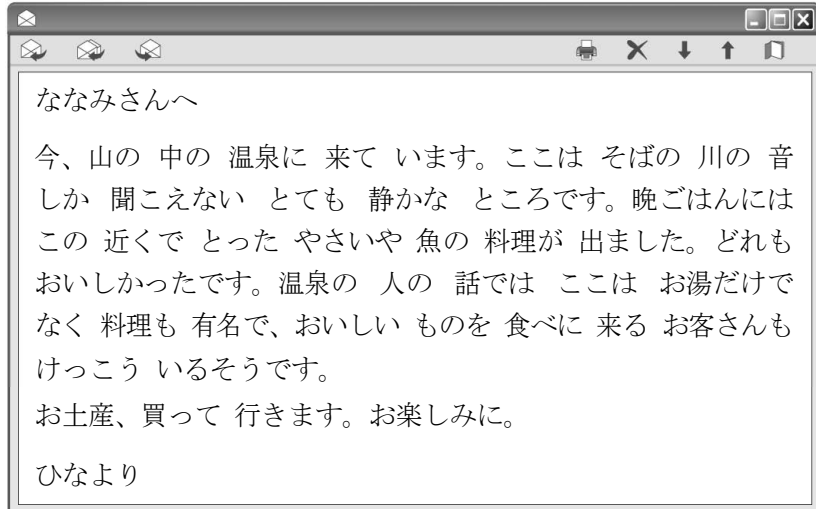 ななみさんへ
今、山の 中の 温泉に 来て います。ここは そばの 川の 音
しか 聞こえない とても 静かな ところです。晩ごはんには
この 近くで とった やさいや 魚の 料理が 出ました。どれも
おいしかったです。温泉の 人の 話では ここは お湯だけで
なく 料理も 有名で、おいしい ものを 食べに 来る お客さんも
けっこう いるそうです。
お土産、買って 行きます。お楽しみに。
ひなより